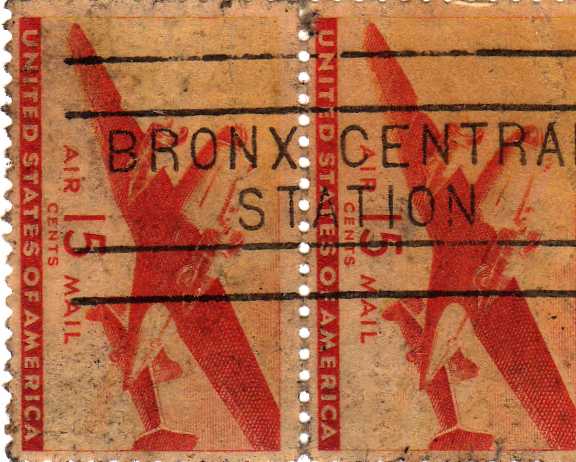 BRONX CENTRA
STATION
UNITED STATES OF AMERICA
AIR MAIL
15
CENTS
UNITED STATES OF AMERICA
AIR MAIL
15
CENTS